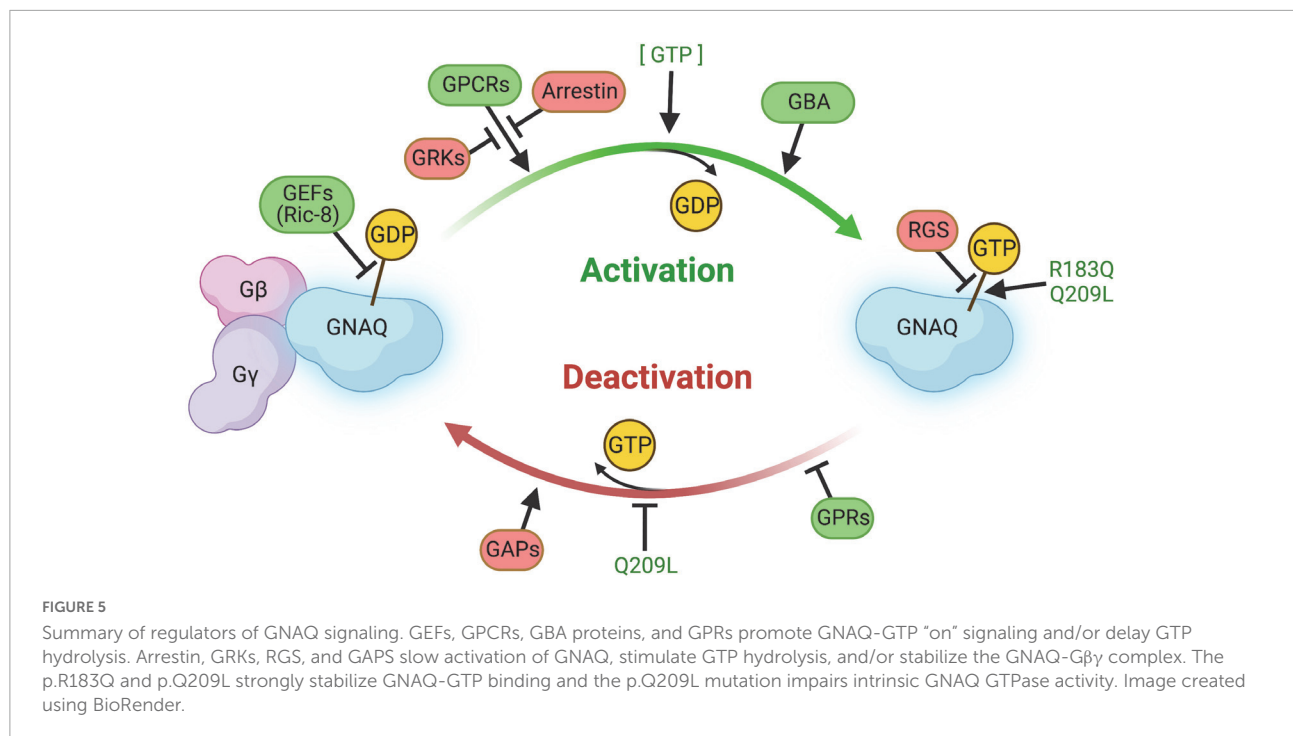 [ GTP ]
GPCRs
Arrestin
GBA
GRKs
GEFs
(Ric-8)
GDP
GDP
RGS
GTP
Activation
R183Q
Q209L
Gβ
GNAQ
GNAQ
Gγ
Deactivation
GTP
GPRs
GAPs
Q209L
FIGURE 5
Summary of regulators of GNAQ signaling. GEFs, GPCRs, GBA proteins, and GPRs promote GNAQ-GTP “on” signaling and/or delay GTP
hydrolysis. Arrestin, GRKs, RGS, and GAPS slow activation of GNAQ, stimulate GTP hydrolysis, and/or stabilize the GNAQ-Gβγ complex. The
p.R183Q and p.Q209L strongly stabilize GNAQ-GTP binding and the p.Q209L mutation impairs intrinsic GNAQ GTPase activity. Image created
using BioRender.